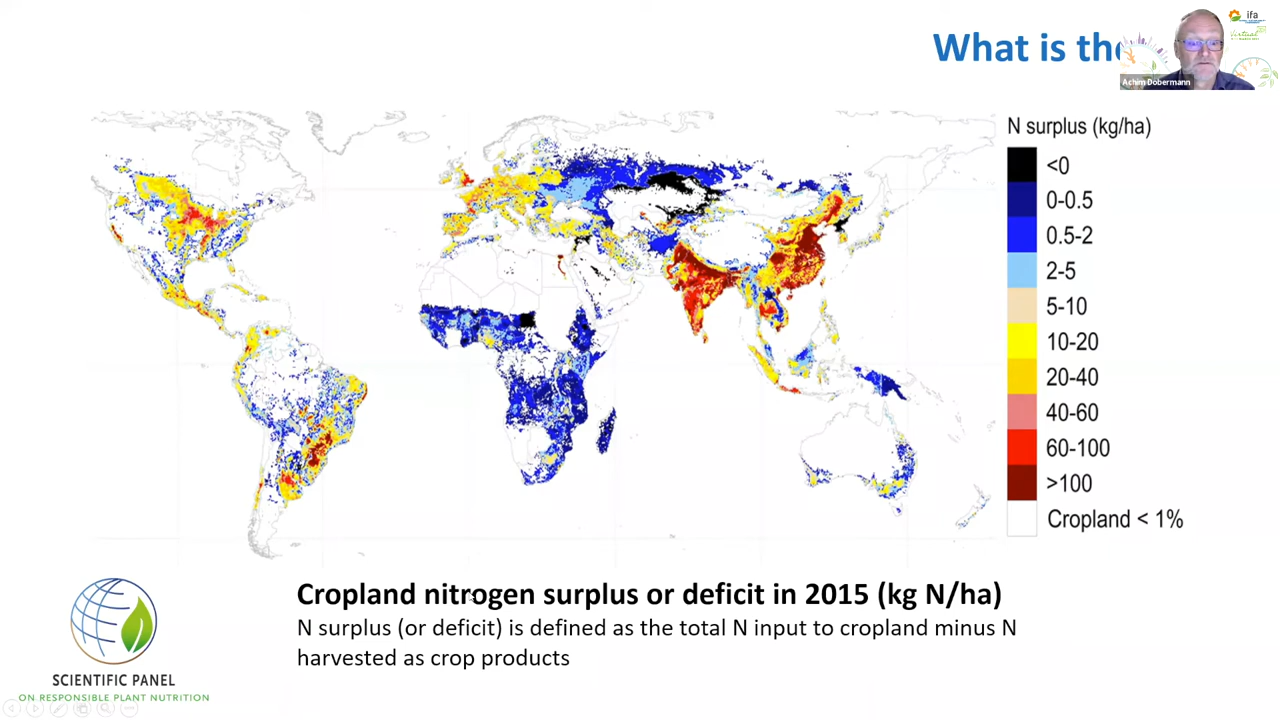 What is the
ifa
Achim Dobermann
N surplus (kg/ha)
<0
0-0.5
0.5-2
2-5
5-10
10-20
20-40
40-60
60-100
>100
Cropland < 1%
Cropland nitrogen surplus or deficit in 2015 (kg N/ha)
N surplus (or deficit) is defined as the total N input to cropland minus N
harvested as crop products
SCIENTIFIC PANEL
ON RESPONSIBLE PLANT NUTRITION